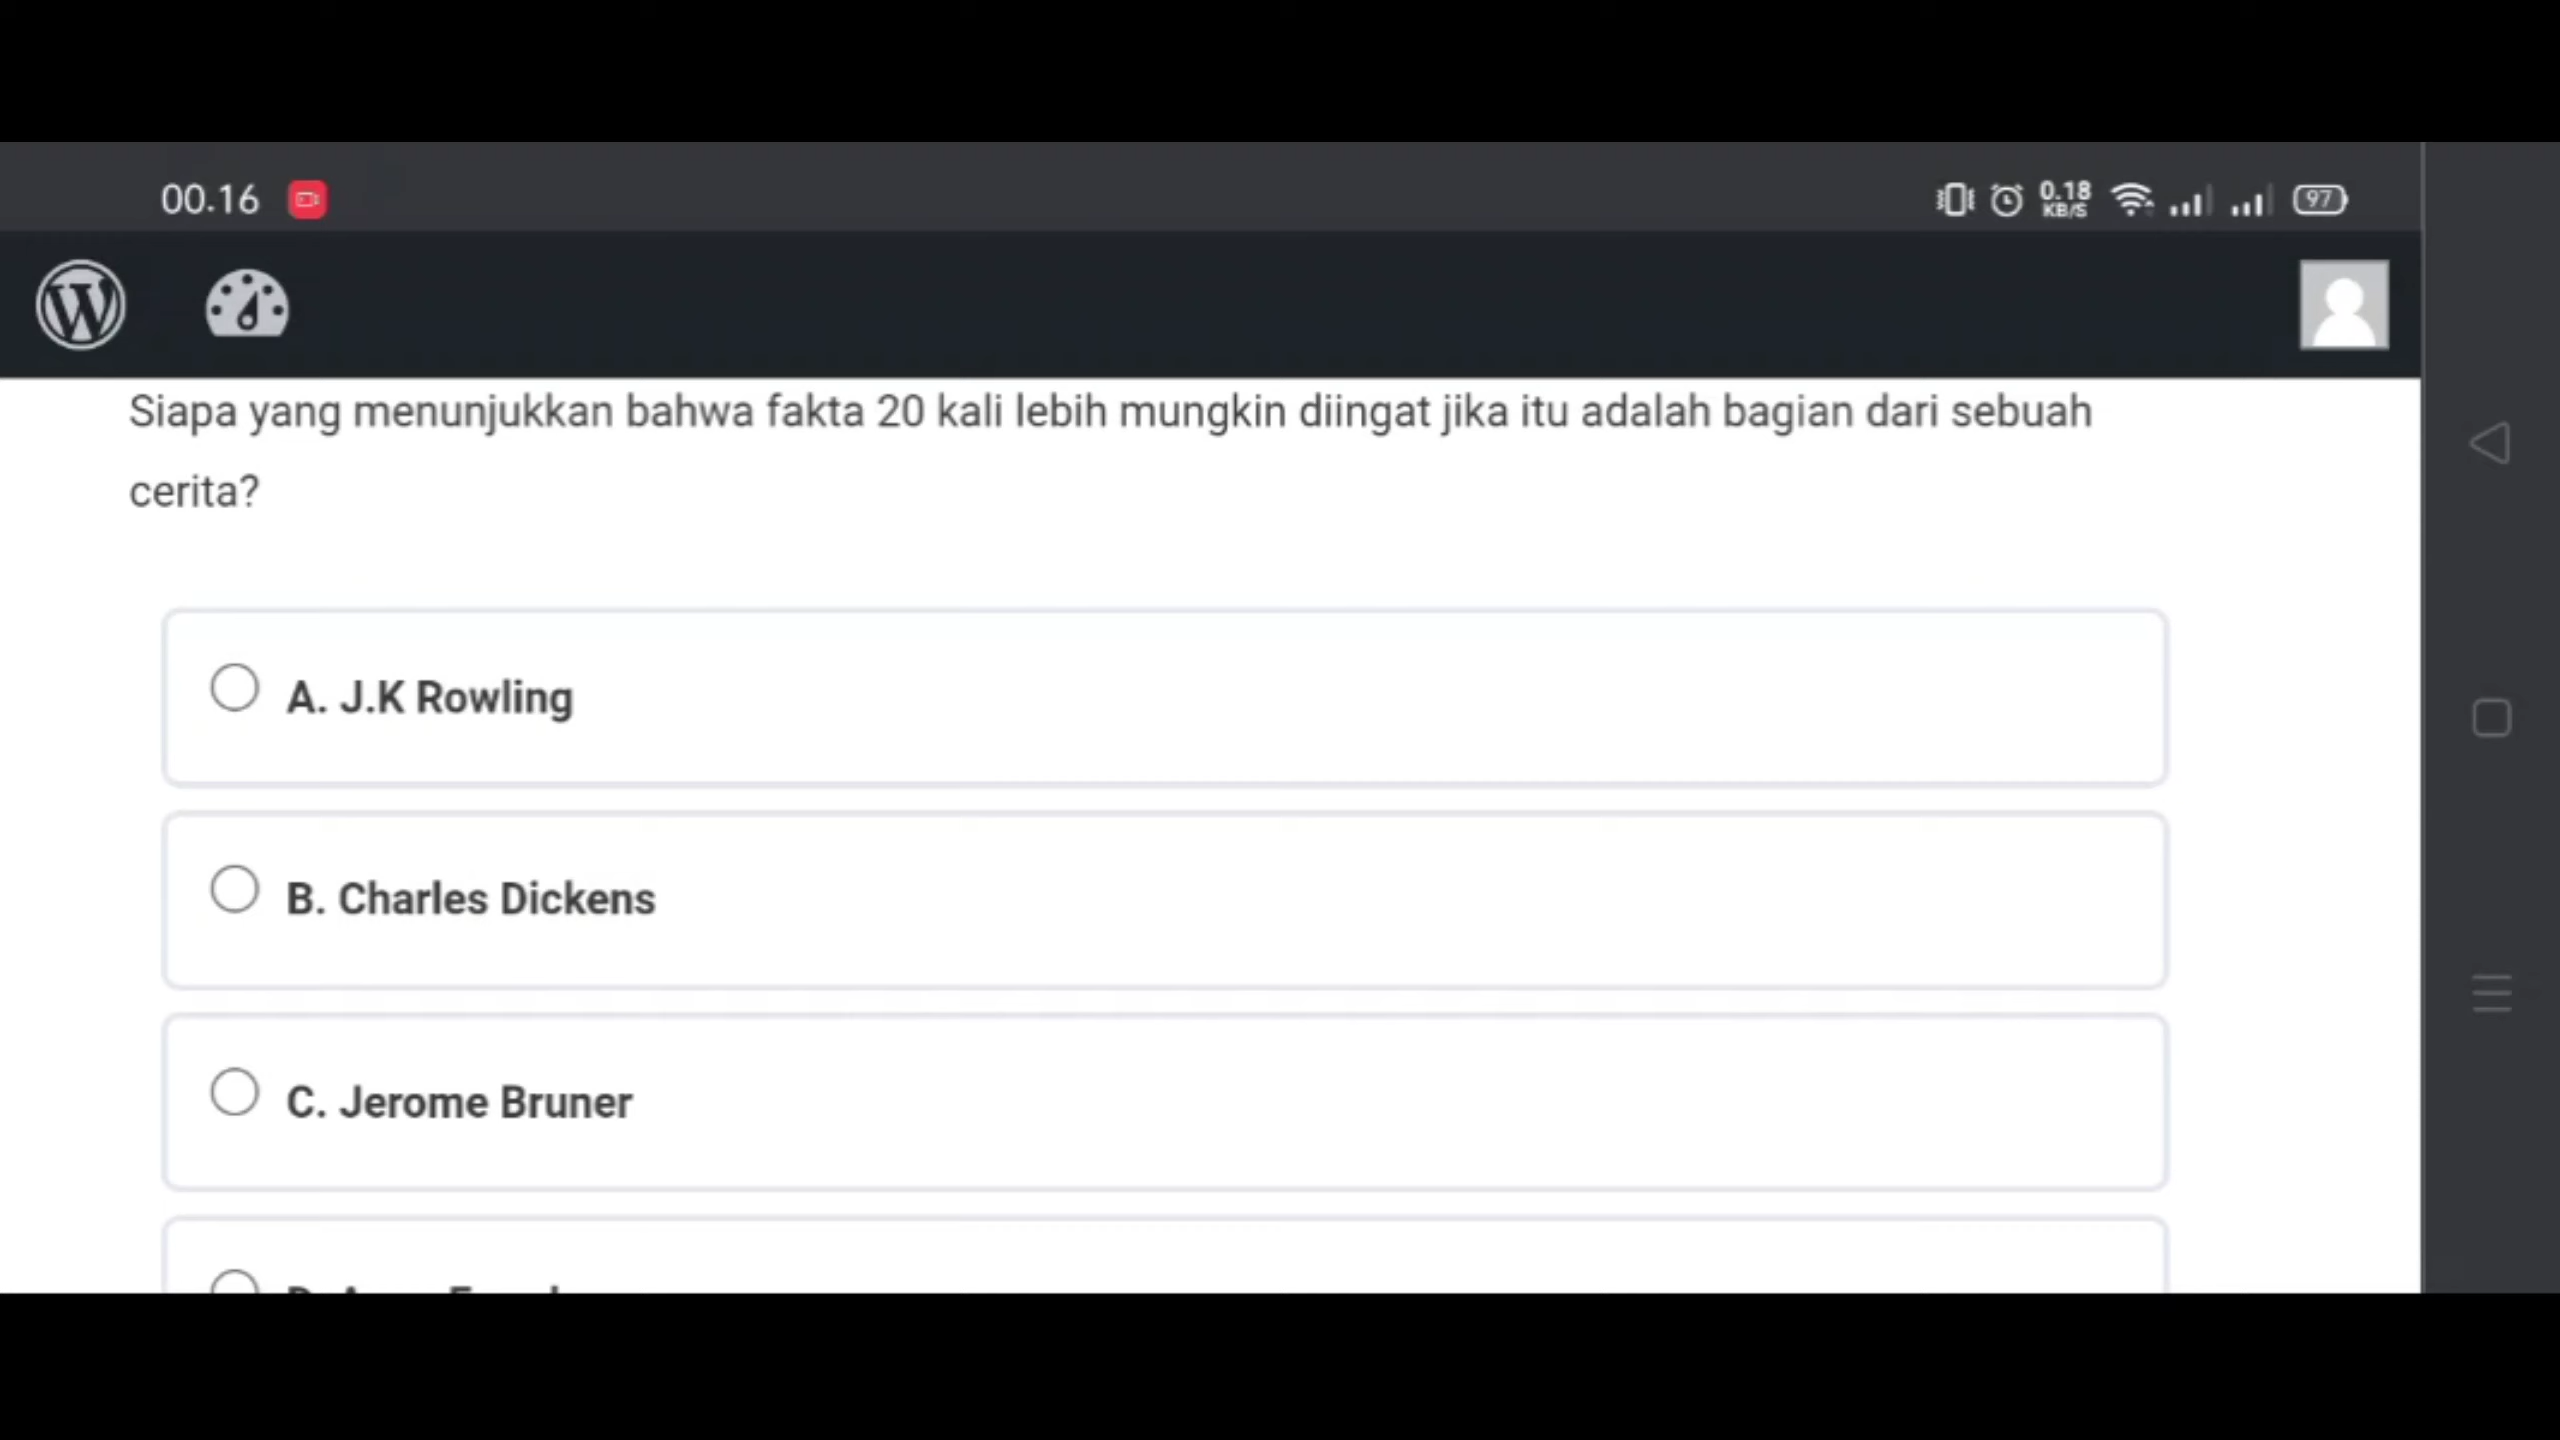 00.16
0.18
KB/S
97
Siapa yang menunjukkan bahwa fakta 20 kali lebih mungkin diingat jika itu adalah bagian dari sebuah
cerita?
A. J.K Rowling
B. Charles Dickens
C. Jerome Bruner